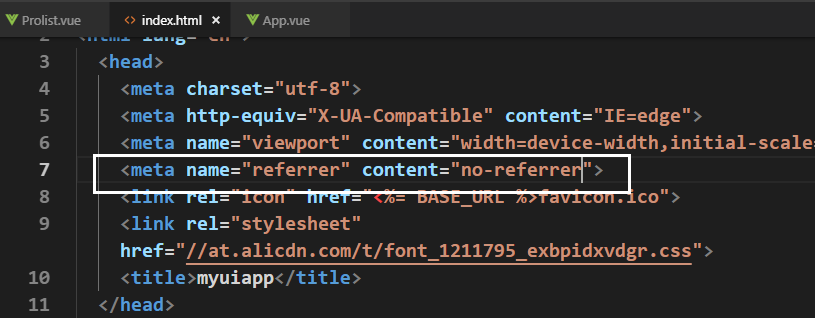 Prolist.vue index.html × App.vue
2 <html lang="en">
3 <head>
4 <meta charset="utf-8">
5 <meta http-equiv="X-UA-Compatible" content="IE=edge">
6 <meta name="viewport" content="width=device-width,initial-scale=
7 <meta name="referrer" content="no-referrer">
8 <link rel="icon" href="<%= BASE_URL %>favicon.ico">
9 <link rel="stylesheet"
href="//at.alicdn.com/t/font_1211795_exbpidxvdgr.css">
10 <title>myuiapp</title>
11 </head>